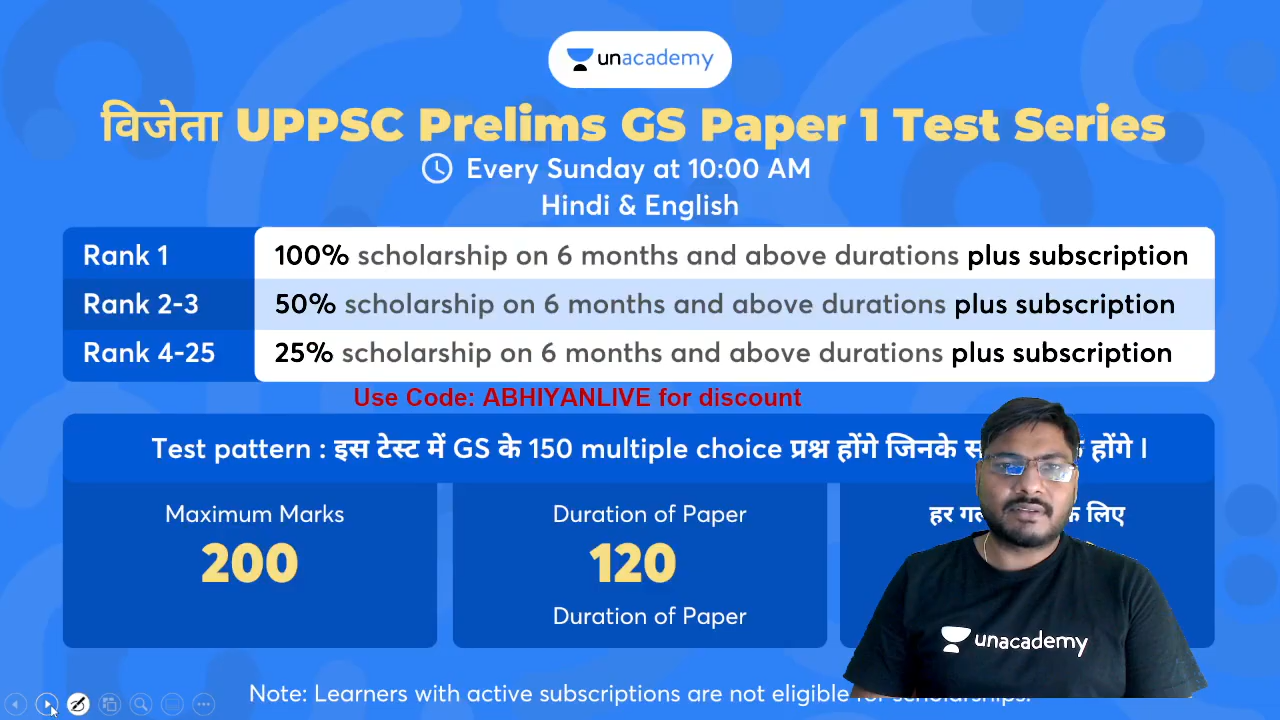 unacademy
विजेता UPPSC Prelims GS Paper 1 Test Series
Every Sunday at 10:00 AM
Hindi & English
Rank 1 100% scholarship on 6 months and above durations plus subscription
Rank 2-3 50% scholarship on 6 months and above durations plus subscription
Rank 4-25 25% scholarship on 6 months and above durations plus subscription
Use Code: ABHIYANLIVE for discount
Test pattern : इस टेस्ट में GS के 150 multiple choice प्रश्न होंगे जिनके होंगे ।
Maximum Marks
200
Duration of Paper
120
Duration of Paper
हर लिए
unacademy
Note: Learners with active subscriptions are not eligible for scholarships.